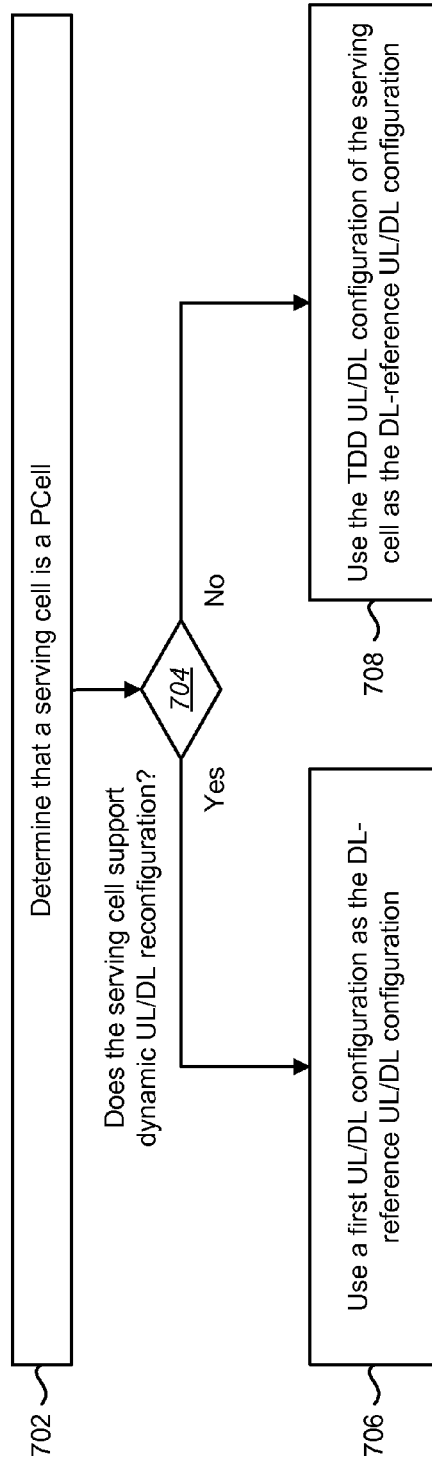 Determine that a serving cell is a PCell
702
Does the serving cell support
dynamic UL/DL reconfiguration?
704
Yes
No
Use a first UL/DL configuration as the DL-
reference UL/DL configuration
706
Use the TDD UL/DL configuration of the serving
cell as the DL-reference UL/DL configuration
708